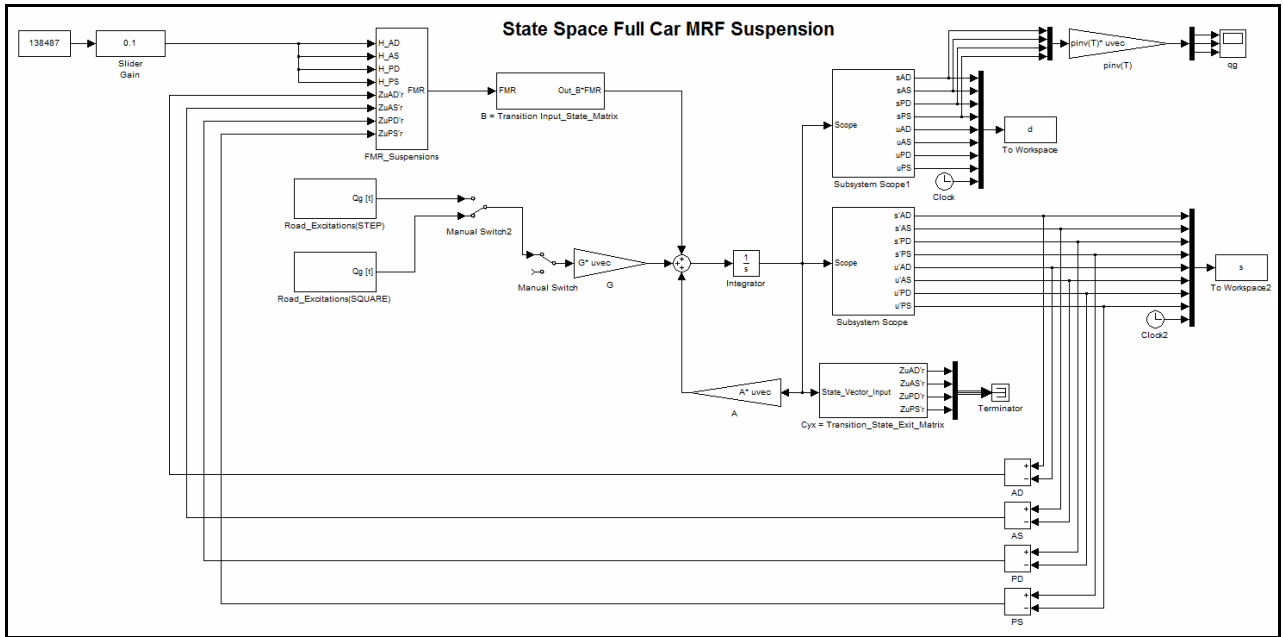 State Space Full Car MRF Suspension
138487
0.1
Slider
Gain
H_AD
H_AS
H_PD
H_PS
ZuAD'r
ZuAS'r
ZuPD'r
ZuPS'r
FMR
FMR_Suspensions
FMR
Out_B*FMR
B = Transition Input_State_Matrix
Qg [t]
Road_Excitations(STEP)
Qg [t]
Road_Excitations(SQUARE)
Manual Switch2
Manual Switch
G* uvec
G
1
s
Integrator
A* uvec
A
Scope
sAD
sAS
sPD
sPS
uAD
uAS
uPD
uPS
Subsystem Scope1
Clock
d
To Workspace
pinv(T)* uvec
pinv(T)
qg
Scope
s'AD
s'AS
s'PD
s'PS
u'AD
u'AS
u'PD
u'PS
Subsystem Scope
Clock2
s
To Workspace2
State_Vector_Input
ZuAD'r
ZuAS'r
ZuPD'r
ZuPS'r
Cyx = Transition_State_Exit_Matrix
Terminator
AD
AS
PD
PS